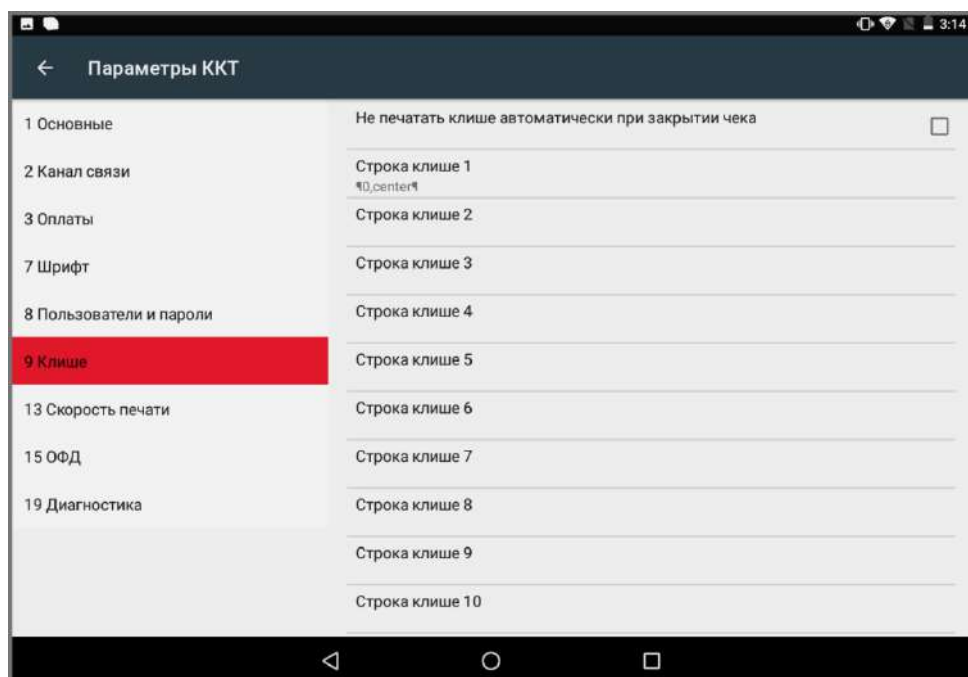 3:14
Параметры ККТ
1 Основные
2 Канал связи
3 Оплаты
7 Шрифт
8 Пользователи и пароли
9 Клише
13 Скорость печати
15 ОФД
19 Диагностика
Не печатать клише автоматически при закрытии чека
Строка клише 1
¶0,center¶
Строка клише 2
Строка клише 3
Строка клише 4
Строка клише 5
Строка клише 6
Строка клише 7
Строка клише 8
Строка клише 9
Строка клише 10